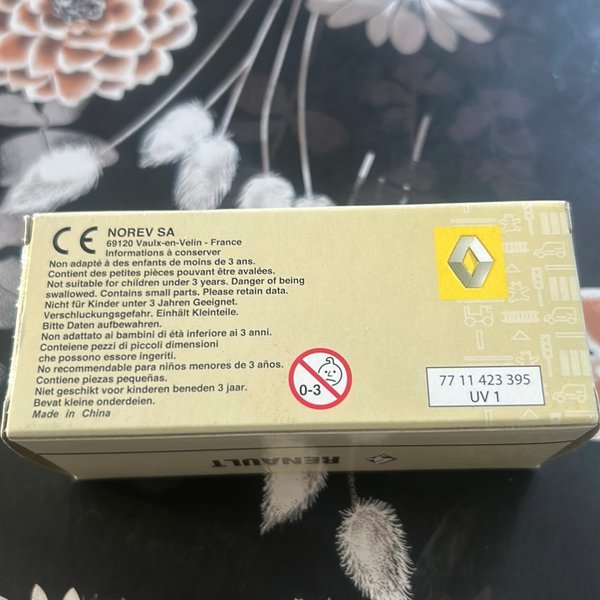 CE NOREV SA
69120 Vaulx-en-Velin - France
Informations à conserver
Non adapté à des enfants de moins de 3 ans.
Contient des petites pièces pouvant être avalées.
Not suitable for children under 3 years. Danger of being
swallowed. Contains small parts. Please retain data.
Nicht für Kinder unter 3 Jahren Geeignet.
Verschluckungsgefahr. Einhält Kleinteile.
Bitte Daten aufbewahren.
Non adattato ai bambini di étà inferiore ai 3 anni.
Conteiene pezzi di piccoli dimensioni
che possono essere ingeriti.
No recommendable para niños menores de 3 años.
Contiene piezas pequeñas.
Niet geschikt voor kinderen beneden 3 jaar.
Bevat kleine onderdeien.
Made in China
0-3
77 11 423 395
UV 1
RENAULT